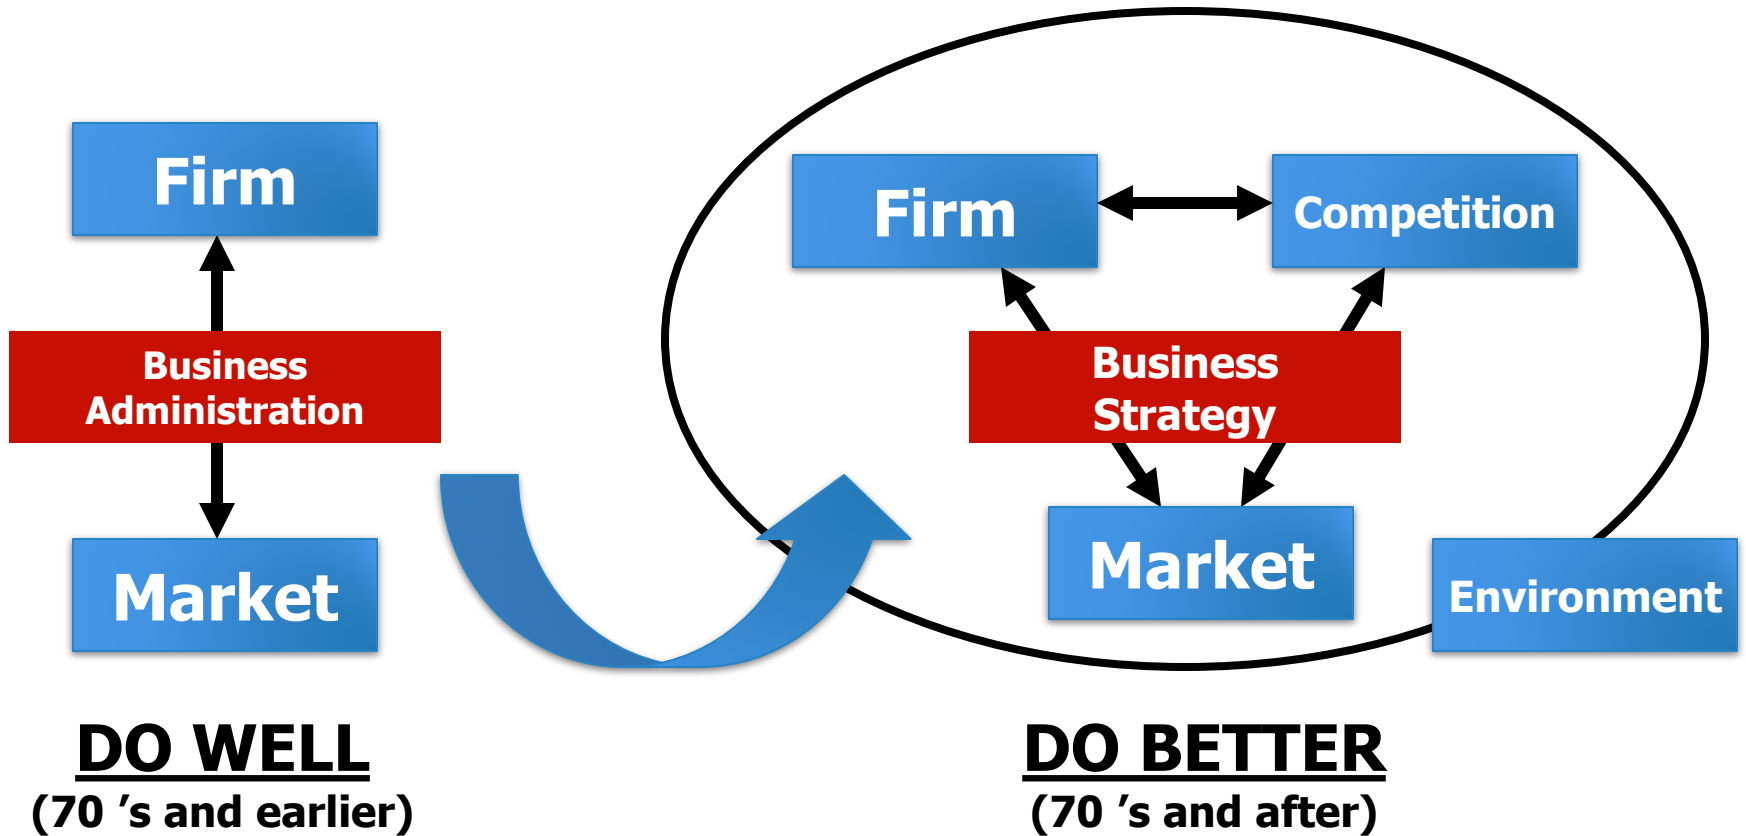 Firm
Business
Administration
Market
DO WELL
(70 ’s and earlier)
Firm
Competition
Business
Strategy
Market
Environment
DO BETTER
(70 ’s and after)